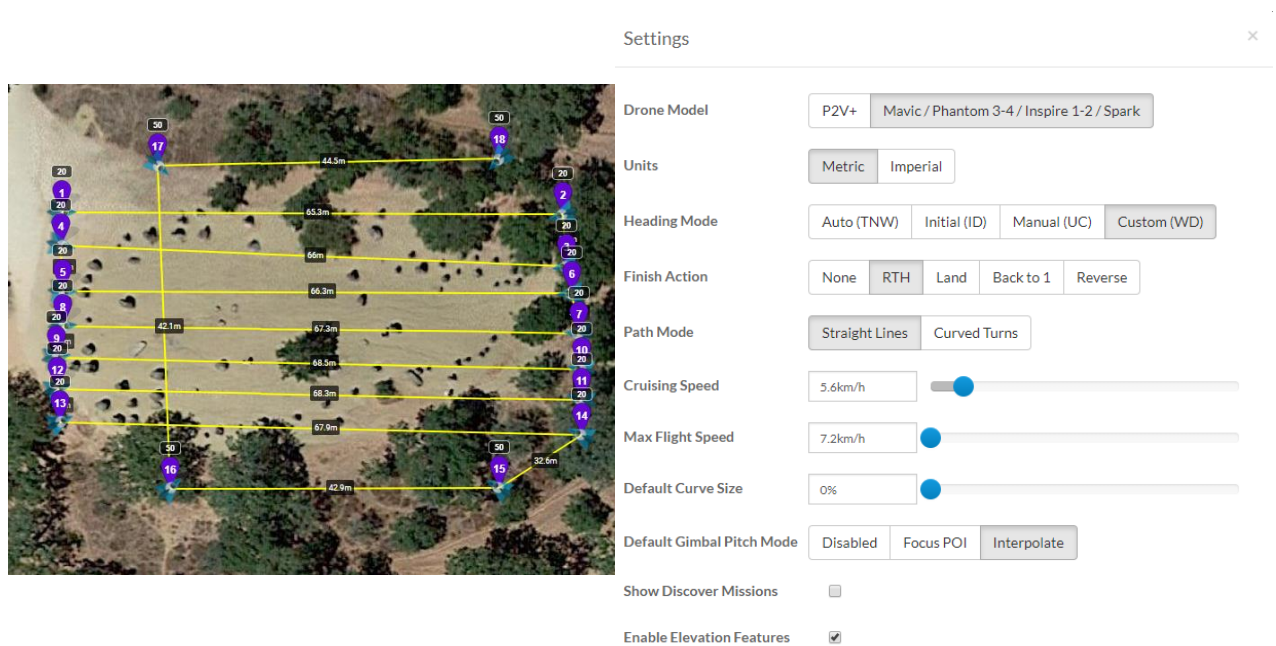 50
17
50
18
44.5m
20
1
20
2
20
4
65.3m
20
20
66m
20
5
6
20
66.3m
20
8
20
7
20
42.1m
67.3m
20
9
20
10
20
12
68.5m
20
11
20
68.3m
20
13
14
67.9m
50
16
50
15
32.6m
42.9m
Settings
×
Drone Model P2V+ Mavic / Phantom 3-4 / Inspire 1-2 / Spark
Units Metric Imperial
Heading Mode Auto (TNW) Initial (ID) Manual (UC) Custom (WD)
Finish Action None RTH Land Back to 1 Reverse
Path Mode Straight Lines Curved Turns
Cruising Speed 5.6km/h
Max Flight Speed 7.2km/h
Default Curve Size 0%
Default Gimbal Pitch Mode Disabled Focus POI Interpolate
Show Discover Missions
Enable Elevation Features